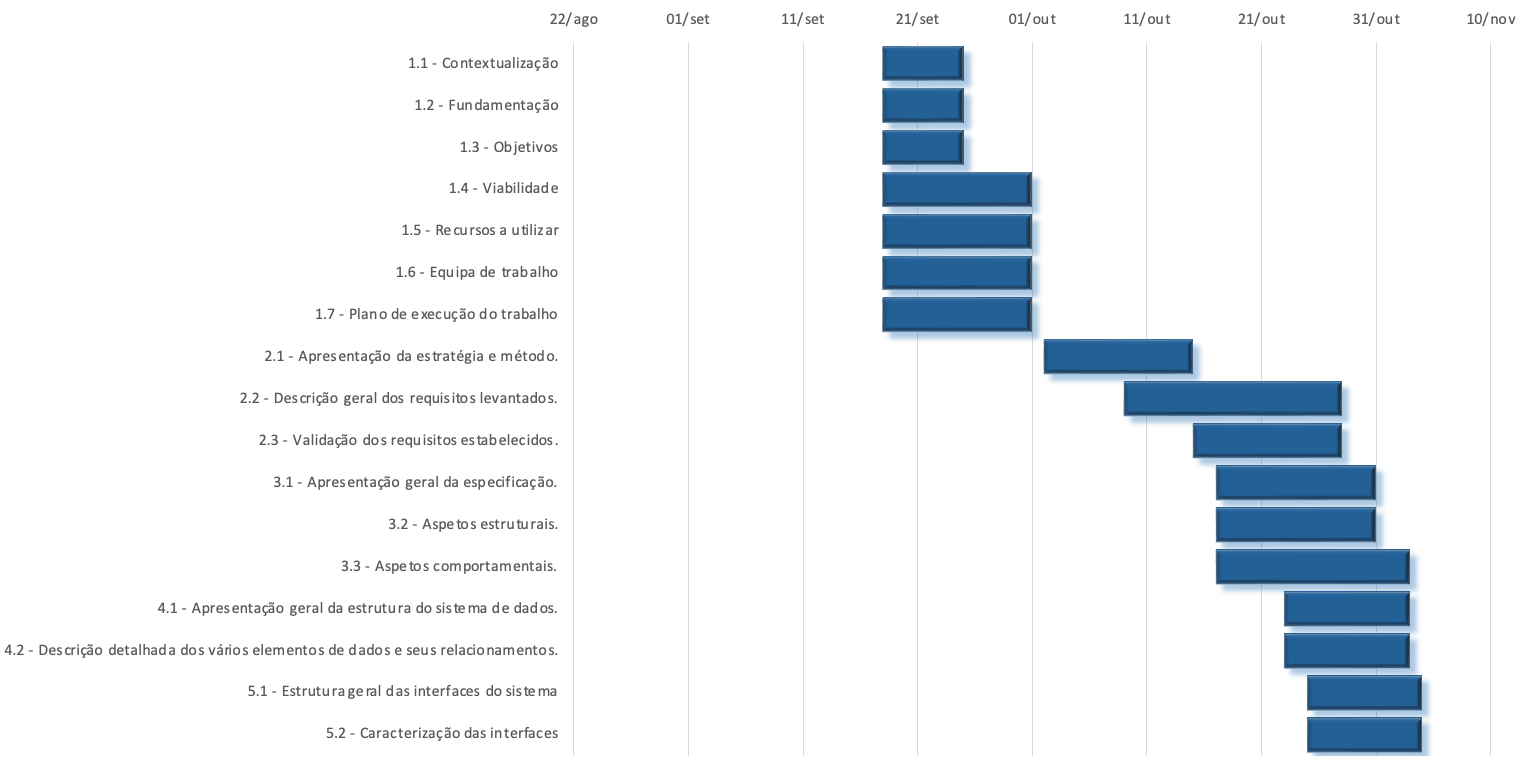 22/ago 01/set 11/set 21/set 01/out 11/out 21/out 31/out 10/nov
1.1 - Contextualização
1.2 - Fundamentação
1.3 - Objetivos
1.4 - Viabilidade
1.5 - Recursos a utilizar
1.6 - Equipa de trabalho
1.7 - Plano de execução do trabalho
2.1 - Apresentação da estratégia e método.
2.2 - Descrição geral dos requisitos levantados.
2.3 - Validação dos requisitos estabelecidos.
3.1 - Apresentação geral da especificação.
3.2 - Aspetos estruturais.
3.3 - Aspetos comportamentais.
4.1 - Apresentação geral da estrutura do sistema de dados.
4.2 - Descrição detalhada dos vários elementos de dados e seus relacionamentos.
5.1 - Estrutura geral das interfaces do sistema
5.2 - Caracterização das interfaces